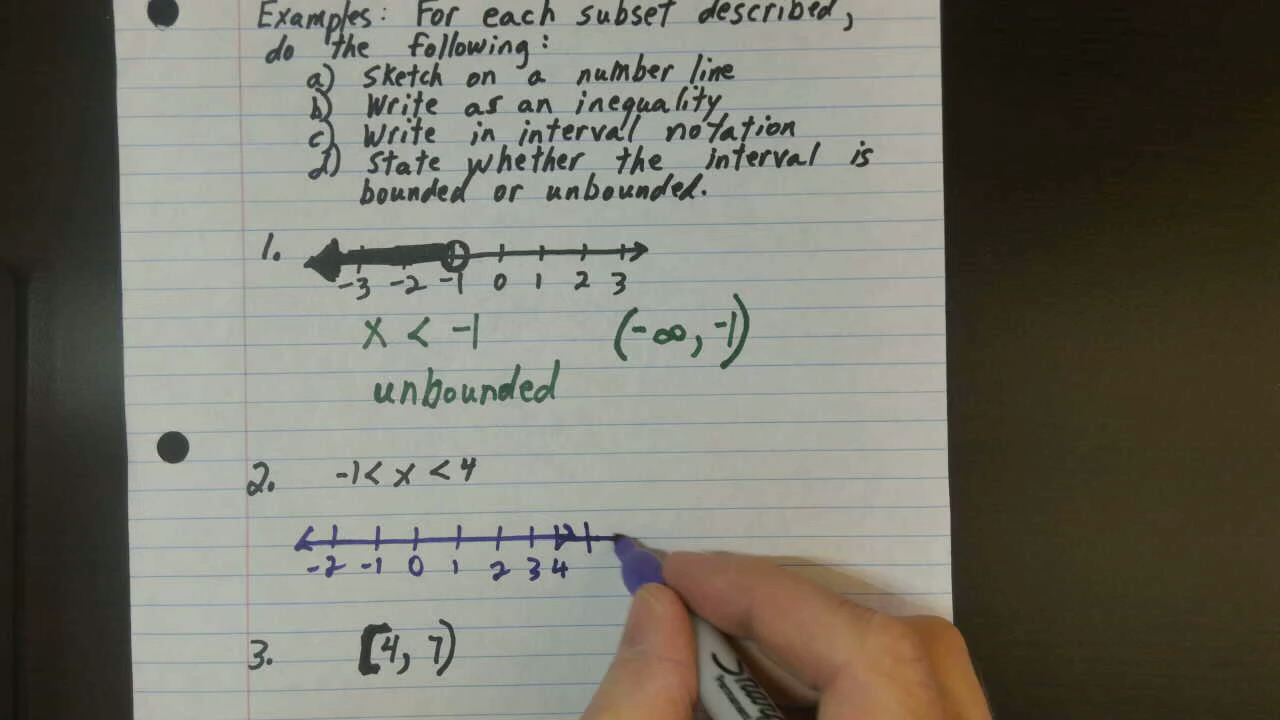 Examples: For each subset described,
do the following:
a) Sketch on a number line
b) Write as an inequality
c) Write in interval notation
d) State whether the interval is
bounded or unbounded.
1.
-3 -2 -1 0 1 2 3
x < -1 (-∞, -1)
unbounded
2. -1 < x < 4
-2 -1 0 1 2 3 4
3. [4, 7)